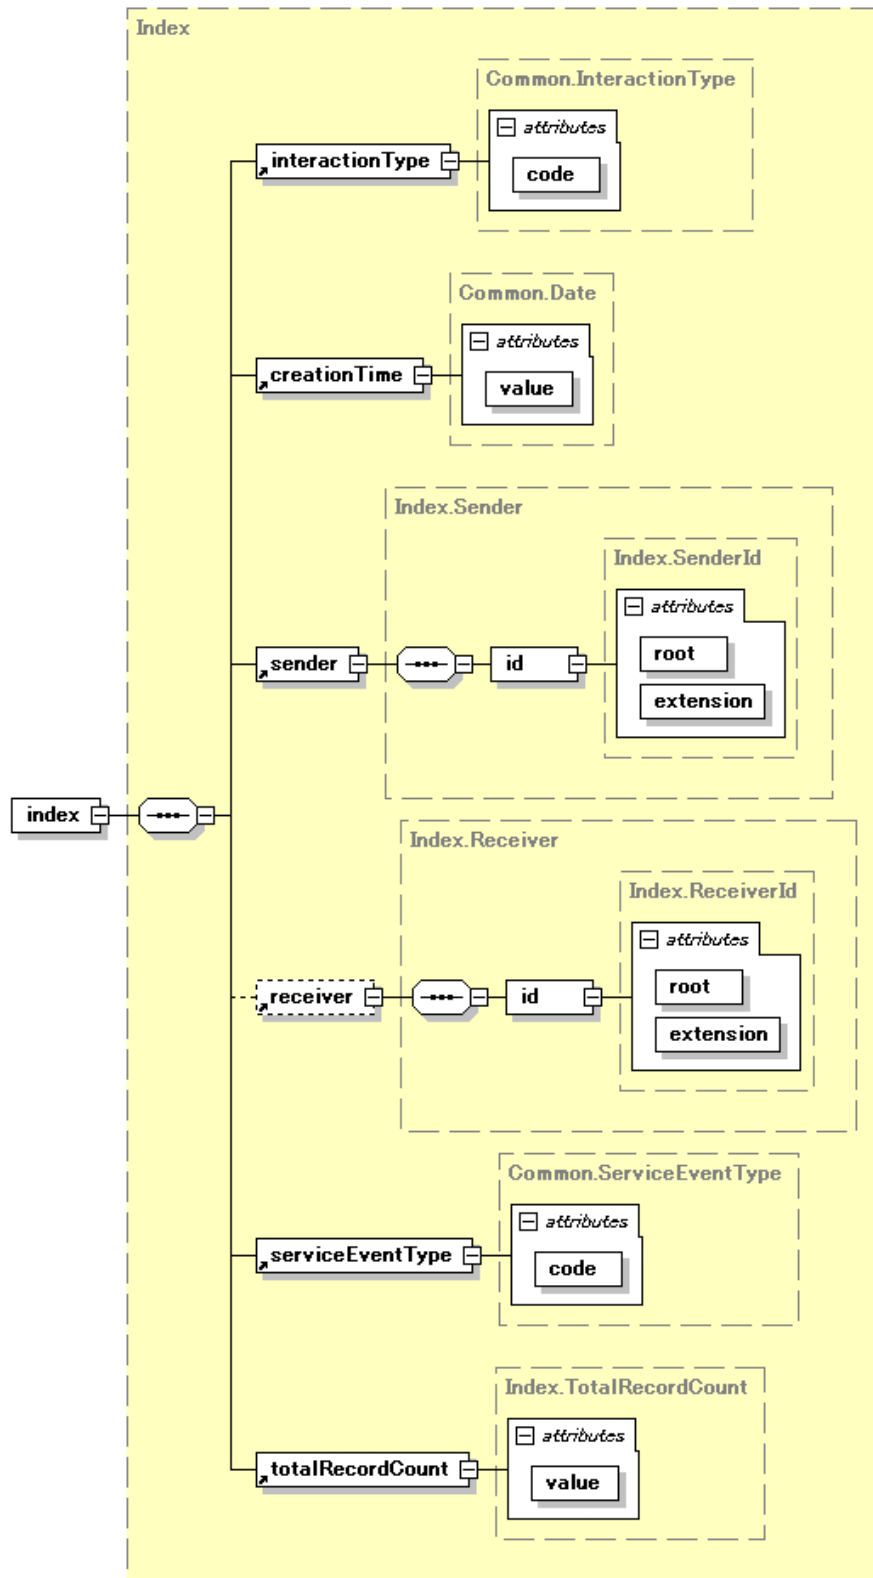 Index
Common.InteractionType
attributes
interactionType
code
Common.Date
attributes
creationTime
value
Index.Sender
Index.SenderId
attributes
sender
id
root
extension
index
Index.Receiver
Index.ReceiverId
attributes
receiver
id
root
extension
Common.ServiceEventType
attributes
serviceEventType
code
Index.TotalRecordCount
attributes
totalRecordCount
value